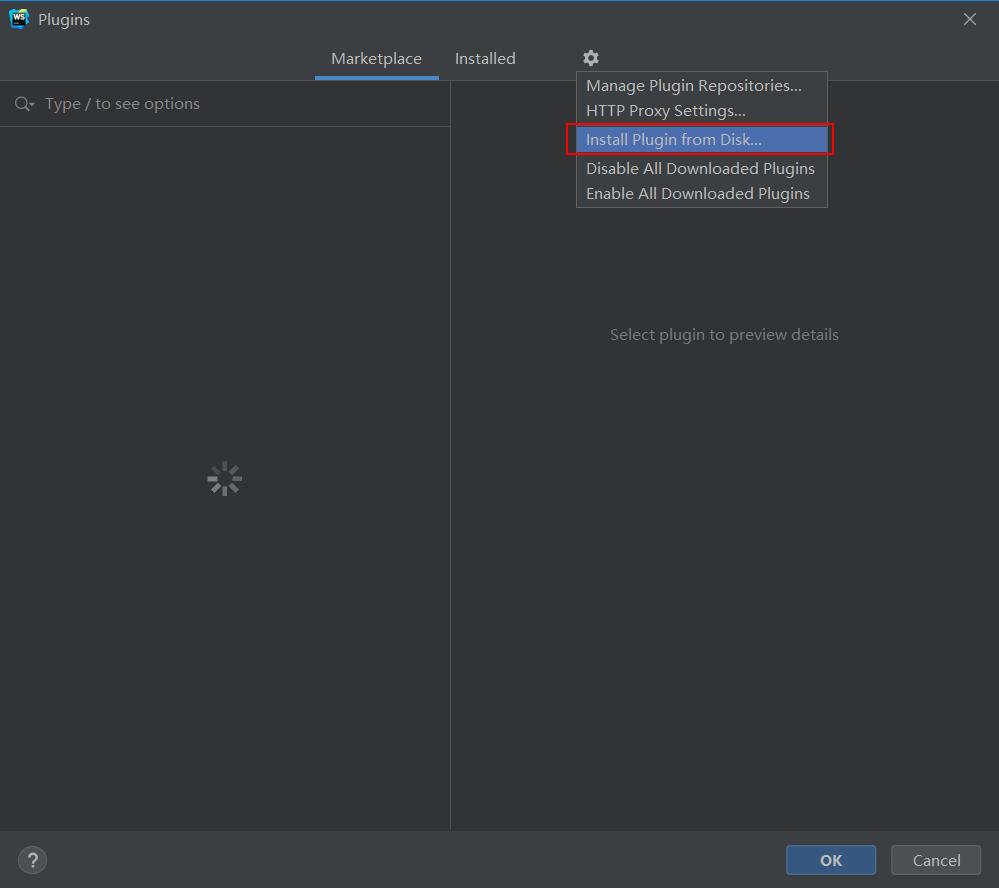 WS
Plugins
Marketplace
Installed
Manage Plugin Repositories...
HTTP Proxy Settings...
Install Plugin from Disk...
Disable All Downloaded Plugins
Enable All Downloaded Plugins
Type / to see options
Select plugin to preview details
?
OK
Cancel